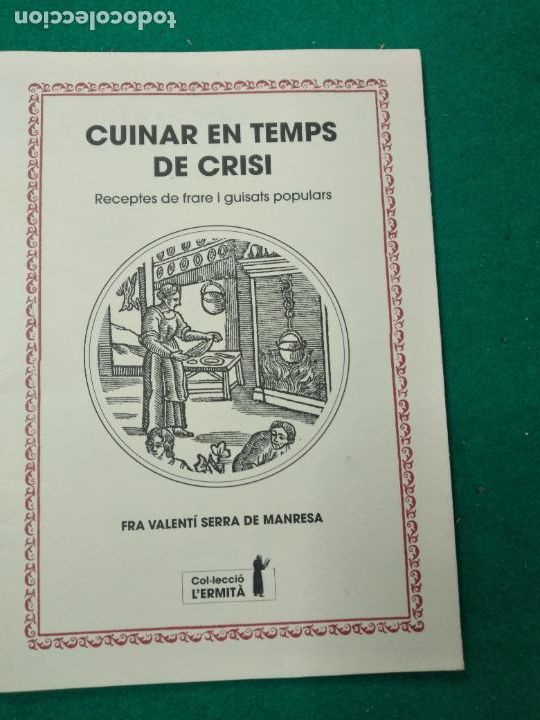 todocoleccion
CUINAR EN TEMPS
DE CRISI
Receptes de frare i guisats populars
FRA VALENTÍ SERRA DE MANRESA
Col·lecció
L'ERMITÀ